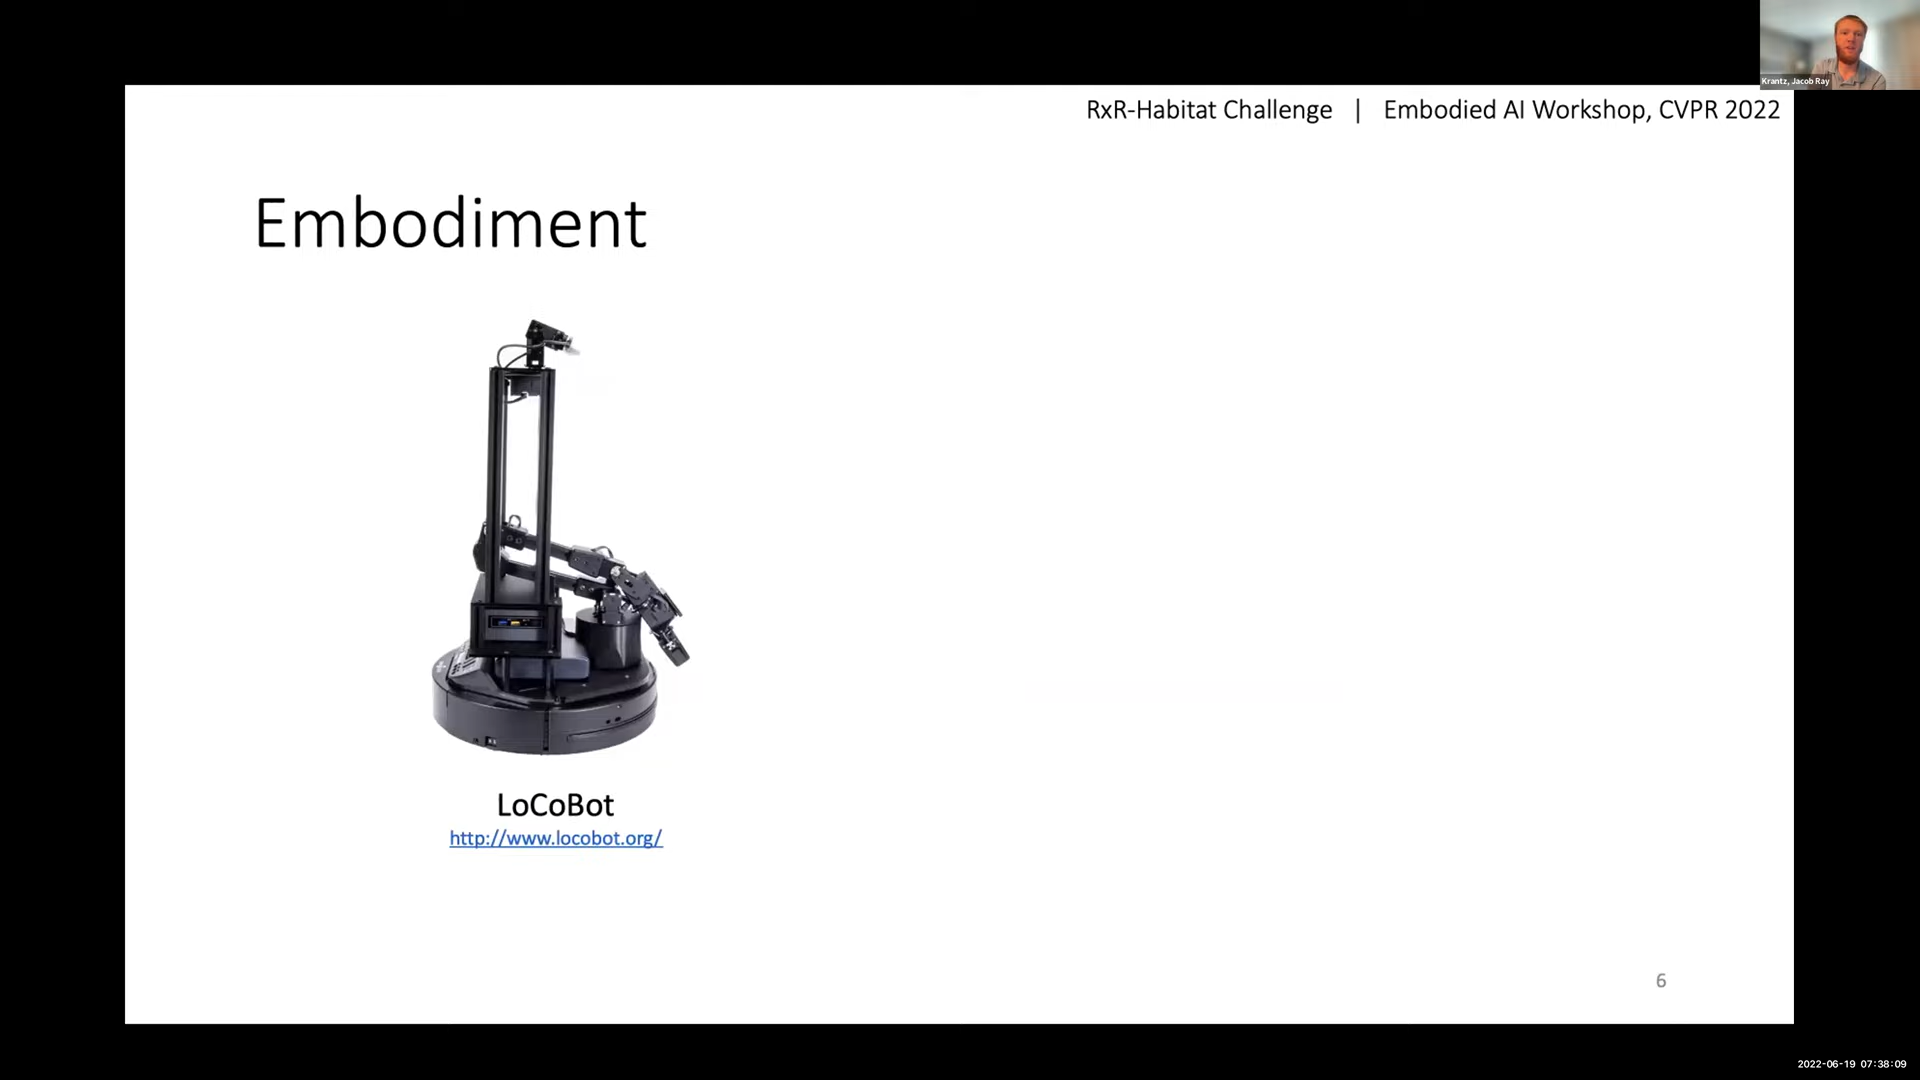 Krantz, Jacob Ray
RxR-Habitat Challenge | Embodied AI Workshop, CVPR 2022
Embodiment
LoCoBot
http://www.locobot.org/
6
2022-06-19 07:38:09